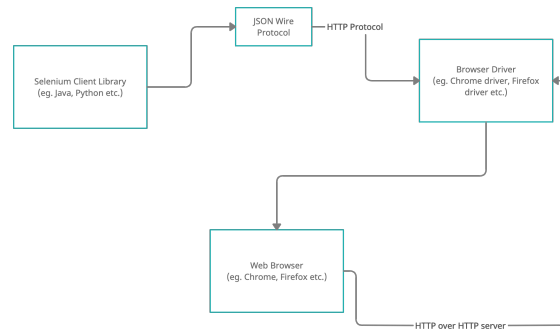 JSON Wire
Protocol
HTTP Protocol
Selenium Client Library
(eg. Java, Python etc.)
Browser Driver
(eg. Chrome driver, Firefox
driver etc.)
Web Browser
(eg. Chrome, Firefox etc.)
HTTP over HTTP server